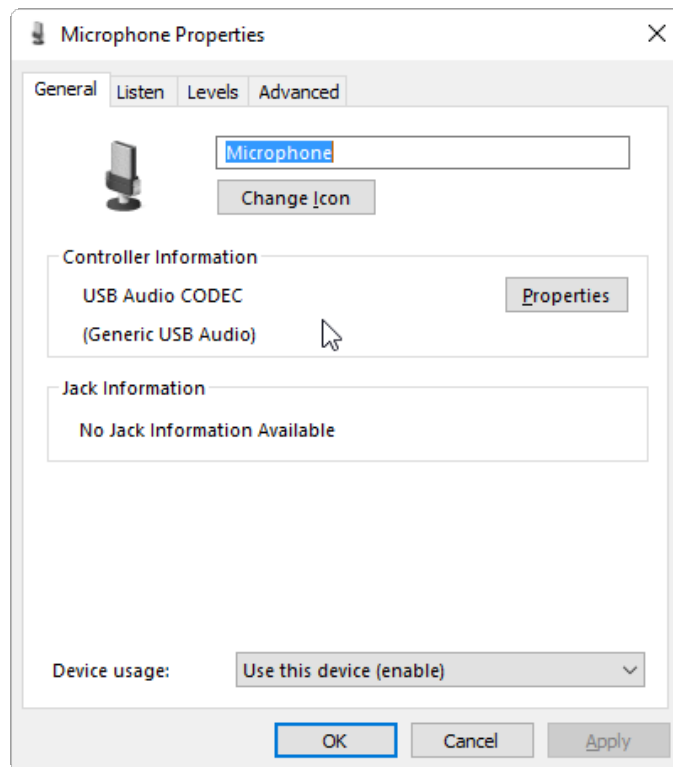 Microphone Properties
General Listen Levels Advanced
Microphone
Change Icon
Controller Information
USB Audio CODEC
Properties
(Generic USB Audio)
Jack Information
No Jack Information Available
Device usage: Use this device (enable)
OK Cancel Apply